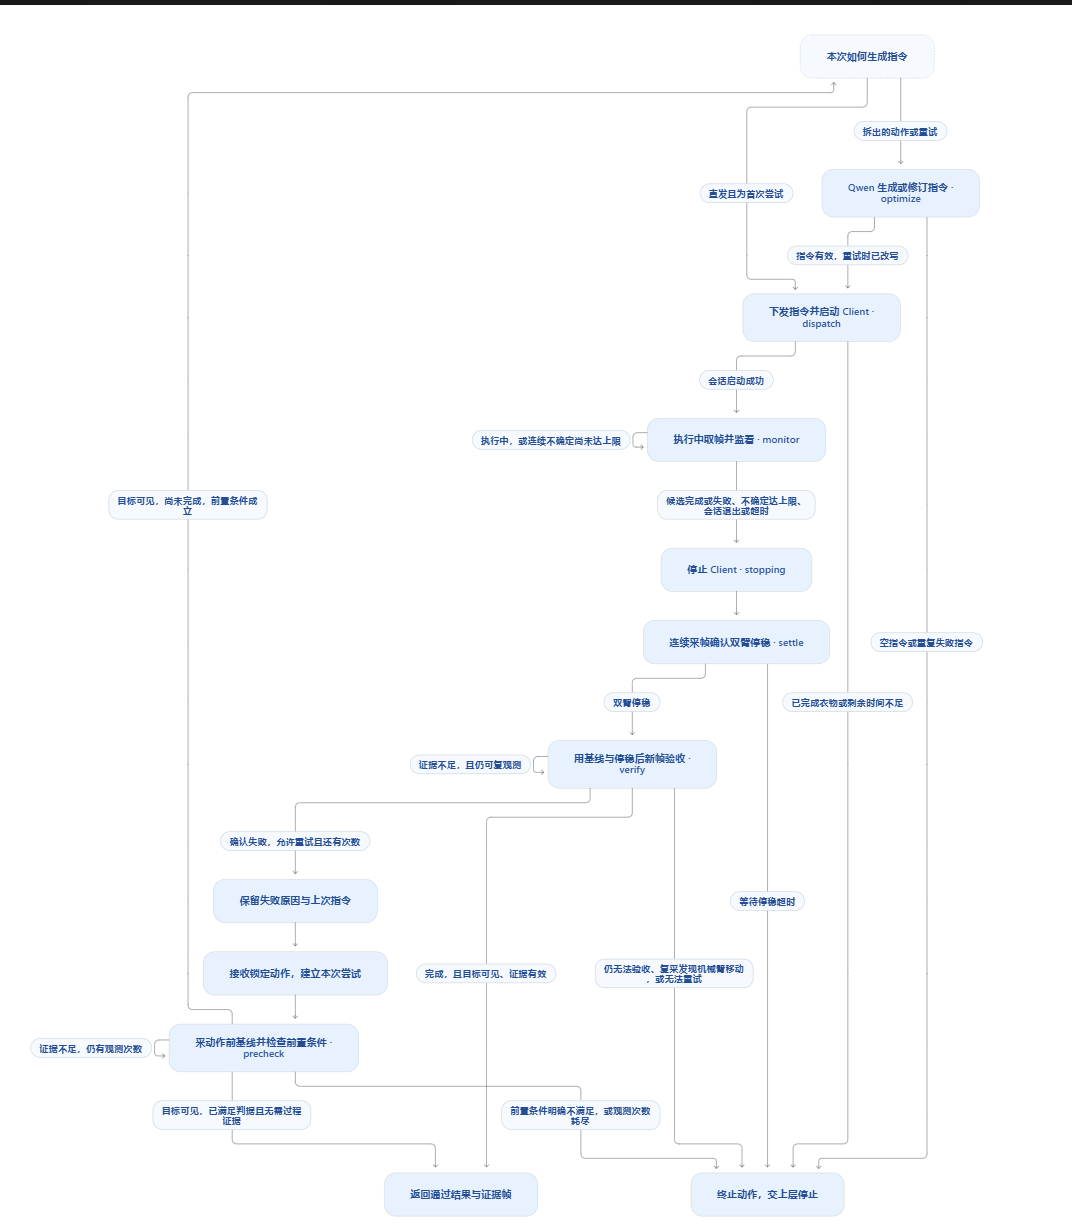 本次如何生成指令
拆出的动作或重试
直发且为首次尝试
Qwen 生成或修订指令 ·
optimize
指令有效，重试时已改写
下发指令并启动 Client ·
dispatch
会话启动成功
执行中，或连续不确定尚未达上限
执行中取帧并监看 · monitor
目标可见，尚未完成，前置条件成
立
候选完成或失败、不确定达上限、
会话退出或超时
停止 Client · stopping
连续采帧确认双臂停稳 · settle
空指令或重复失败指令
双臂停稳
已完成衣物或剩余时间不足
证据不足，且仍可复观测
用基线与停稳后新帧验收 ·
verify
确认失败，允许重试且还有次数
保留失败原因与上次指令
等待停稳超时
接收锁定动作，建立本次尝试
完成，且目标可见、证据有效
仍无法验收、复采发现机械臂移动
，或无法重试
证据不足，仍有观测次数
采动作前基线并检查前置条件 ·
precheck
目标可见，已满足判据且无需过程
证据
前置条件明确不满足，或观测次数
耗尽
返回通过结果与证据帧
终止动作，交上层停止